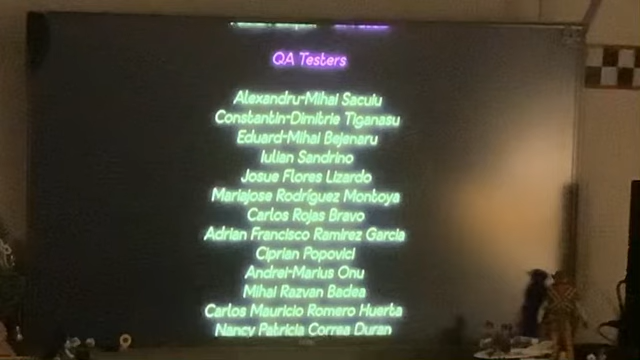 QA Testers
Alexandru-Mihai Sacuiu
Constantin-Dimitrie Tiganasu
Eduard-Mihai Bejenaru
Iulian Sandrino
Josue Flores Lizardo
Mariajose Rodríguez Montoya
Carlos Rojas Bravo
Adrian Francisco Ramirez Garcia
Ciprian Popovici
Andrei-Marius Onu
Mihai Razvan Badea
Carlos Mauricio Romero Huerta
Nancy Patricia Correa Duran